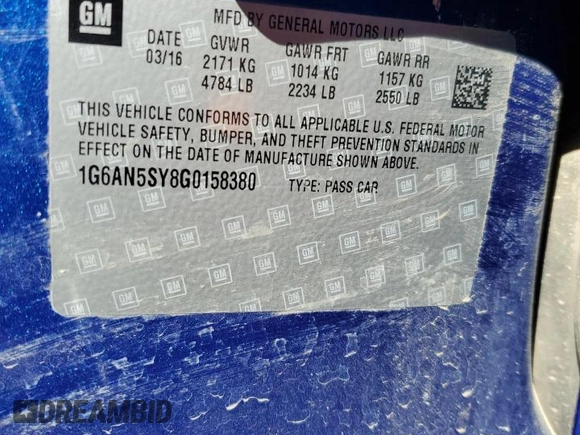 GM
MFD BY GENERAL MOTORS LLC
DATE GVWR GAWR FRT GAWR RR
03/16 2171 KG 1014 KG 1157 KG
4784 LB 2234 LB 2550 LB
THIS VEHICLE CONFORMS TO ALL APPLICABLE U.S. FEDERAL MOTOR
VEHICLE SAFETY, BUMPER, AND THEFT PREVENTION STANDARDS IN
EFFECT ON THE DATE OF MANUFACTURE SHOWN ABOVE.
1G6AN5SY8G0158380 TYPE: PASS CAR
DREAMBID